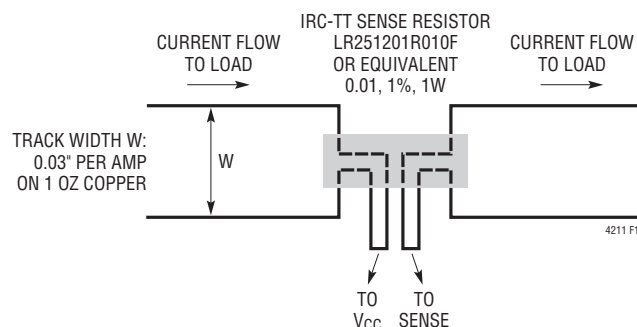 IRC-TT SENSE RESISTOR
LR251201R010F
OR EQUIVALENT
0.01, 1%, 1W
CURRENT FLOW
TO LOAD
CURRENT FLOW
TO LOAD
TRACK WIDTH W:
0.03" PER AMP
ON 1 OZ COPPER
W
4211 F1
TO
VCC
TO
SENSE